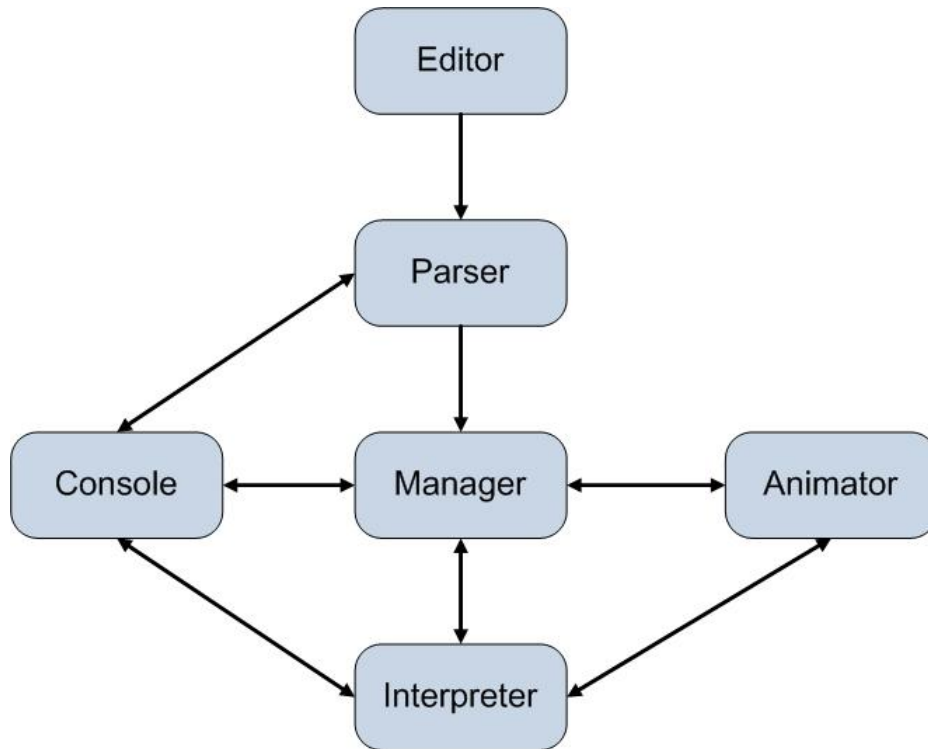 Editor
Parser
Console
Manager
Animator
Interpreter